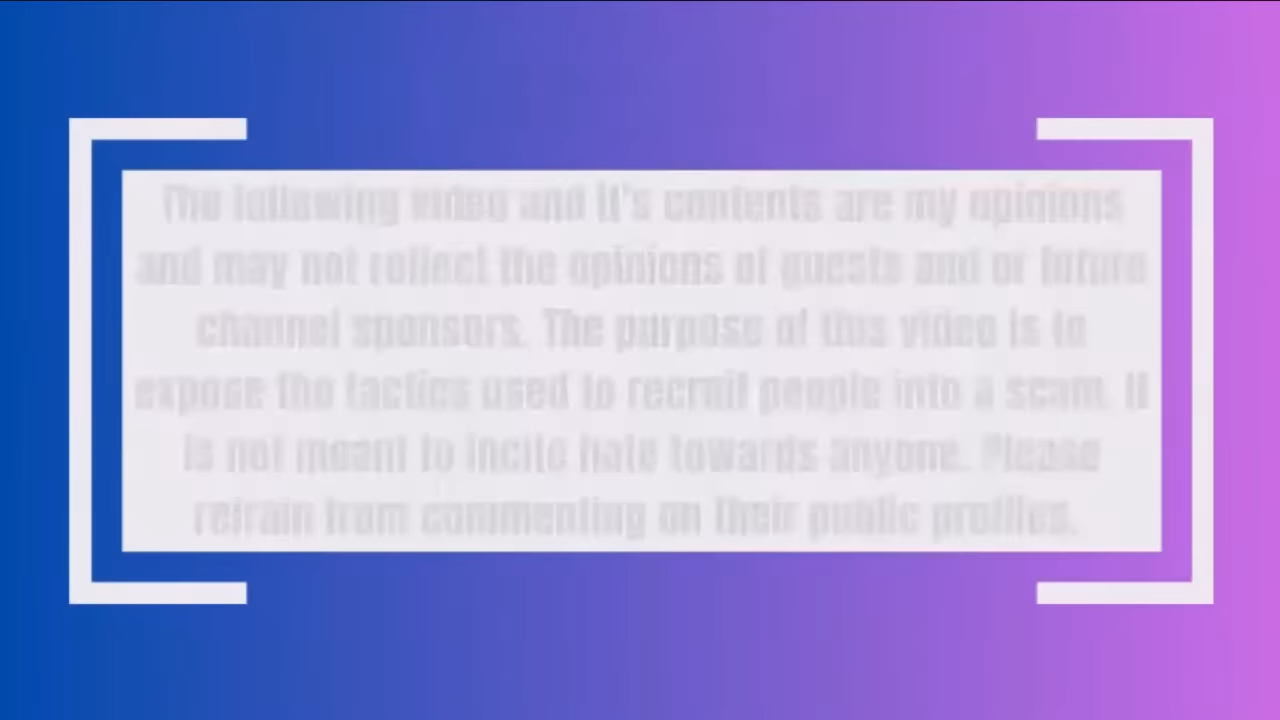 The following video and it's contents are my opinions
and may not reflect the opinions of guests and or future
channel sponsors. The purpose of this video is to
expose the tactics used to recruit people into a scam. It
is not meant to incite hate towards anyone. Please
refrain from commenting on their public profiles.